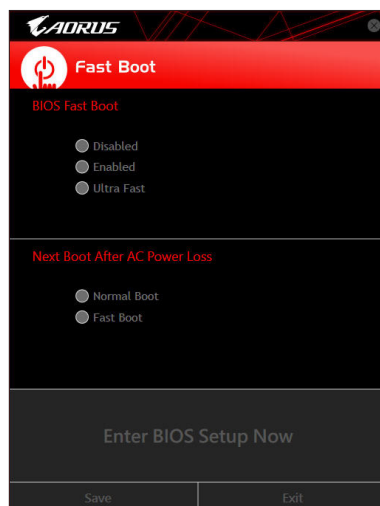 AORUS
Fast Boot
BIOS Fast Boot
Disabled
Enabled
Ultra Fast
Next Boot After AC Power Loss
Normal Boot
Fast Boot
Enter BIOS Setup Now
Save
Exit